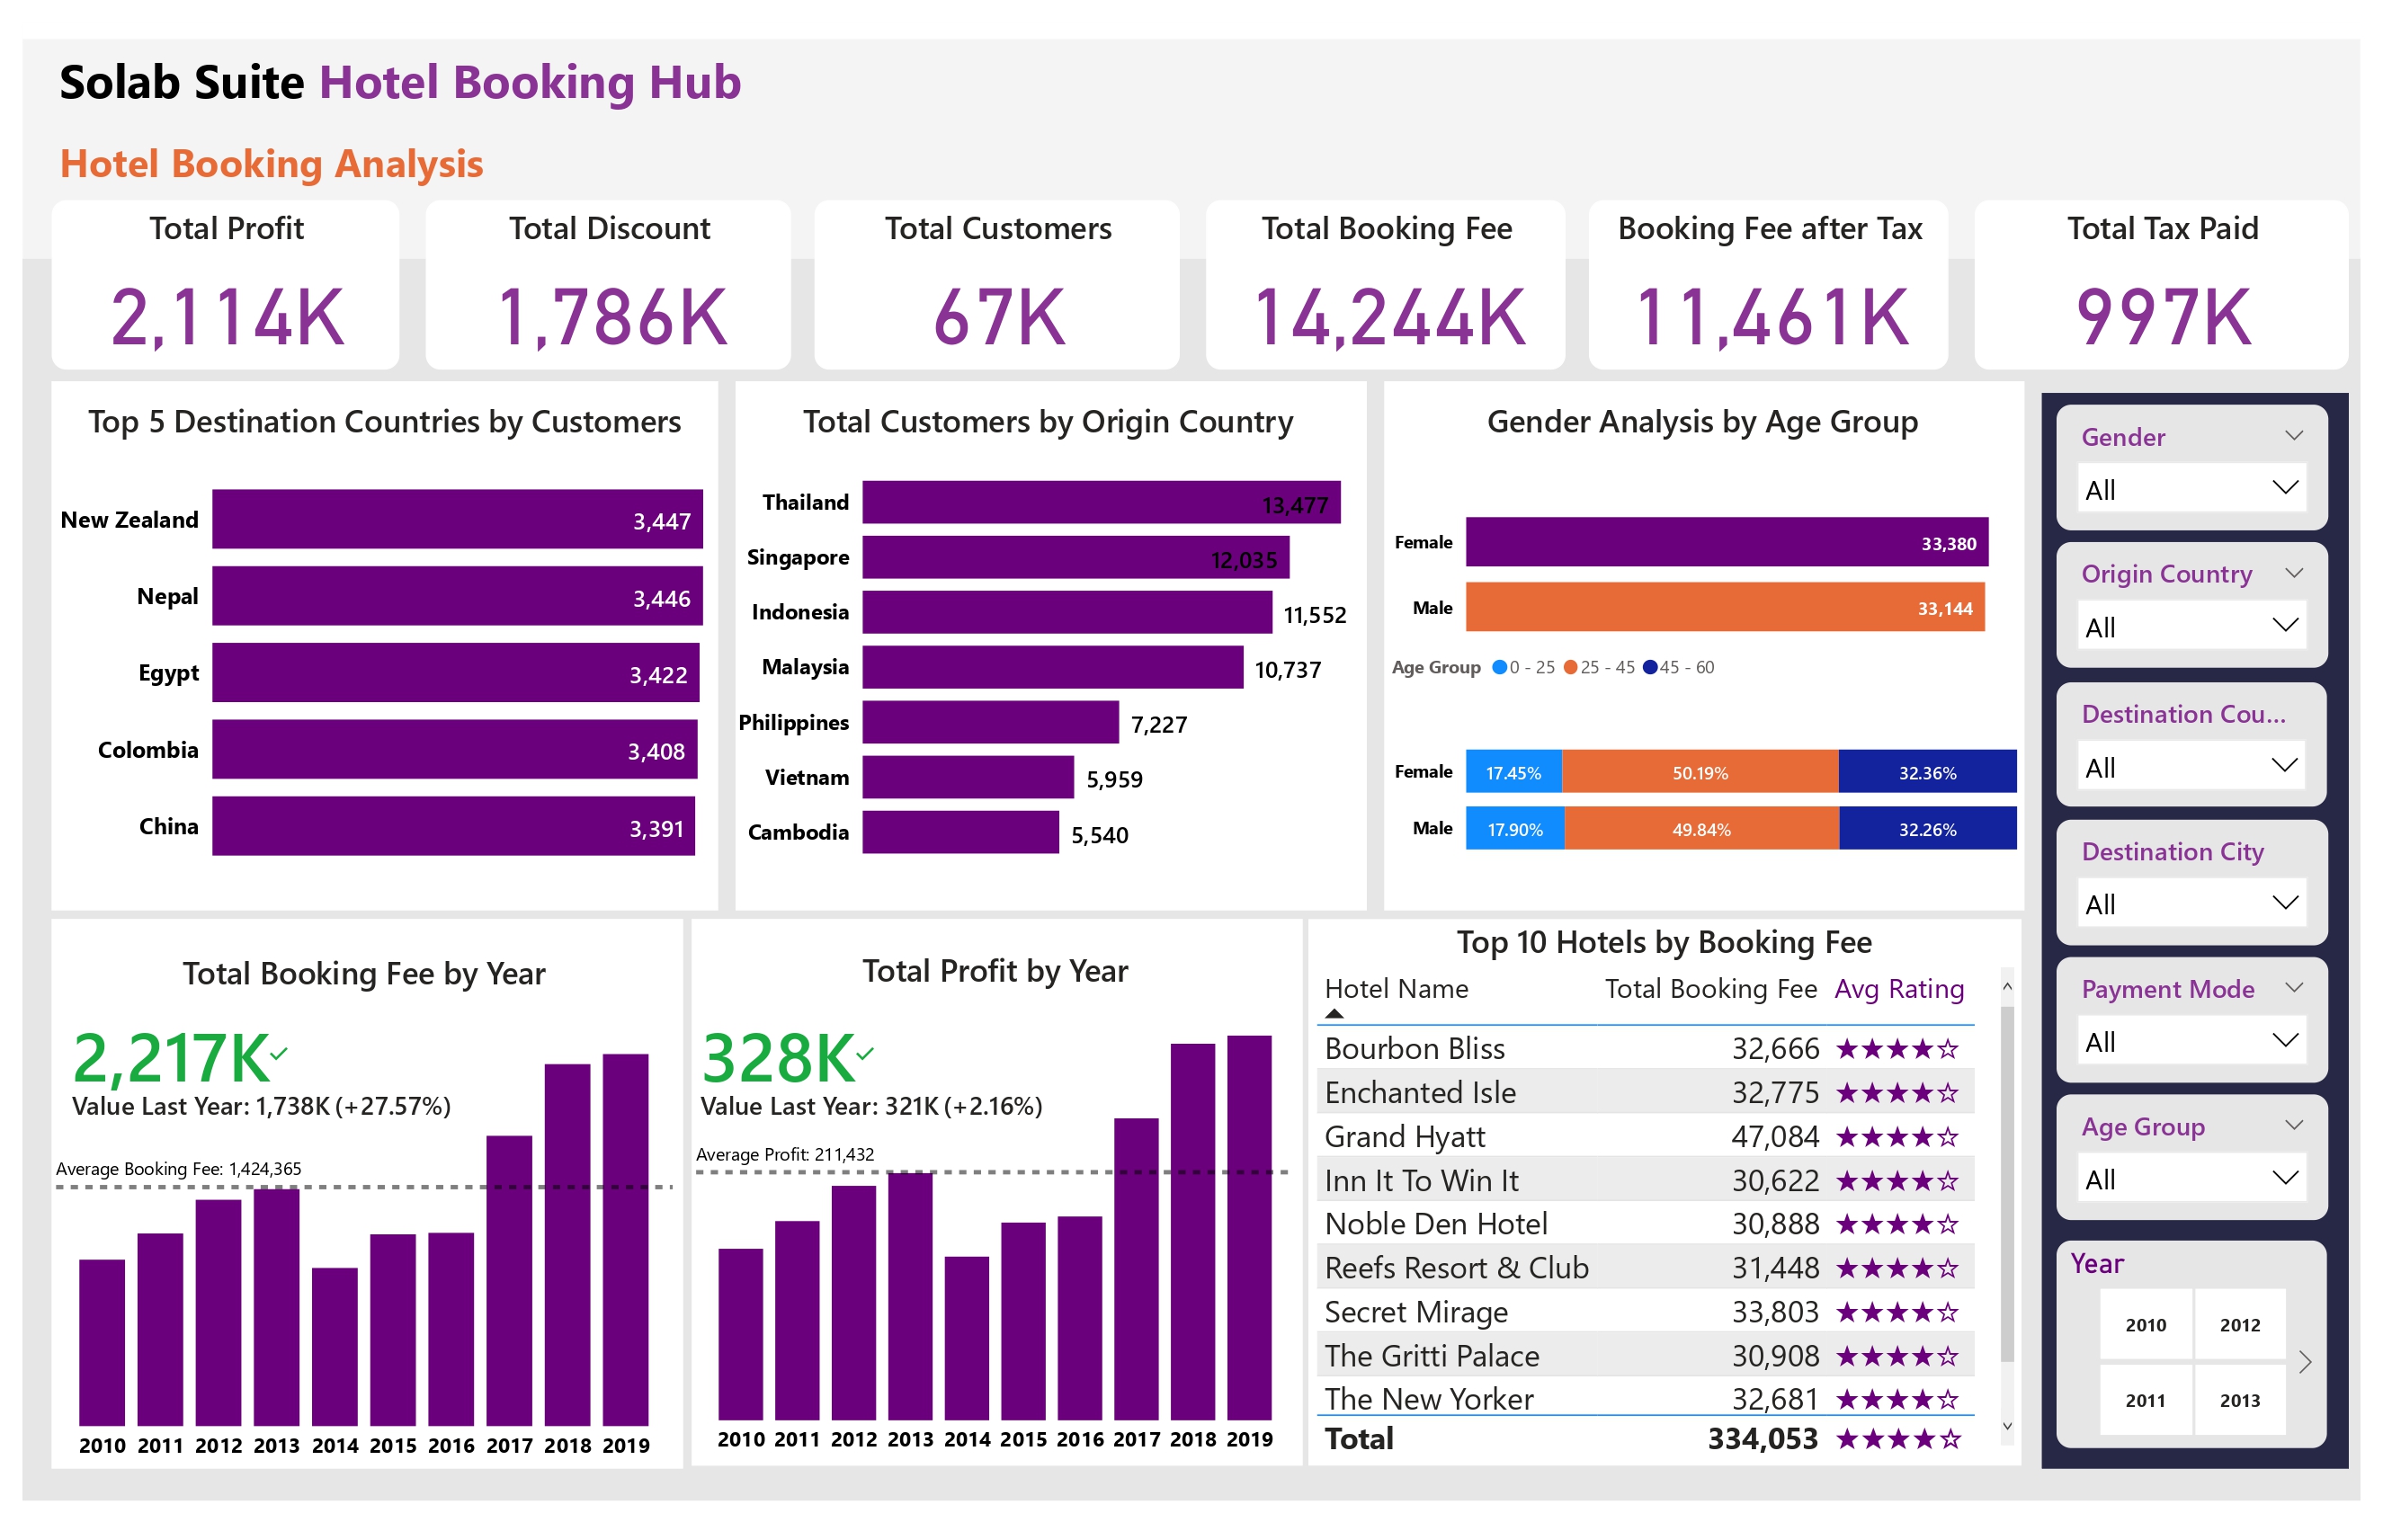 Solab Suite Hotel Booking Hub
Hotel Booking Analysis
Total Profit
2,114K
Total Discount
1,786K
Total Customers
67K
Total Booking Fee
14,244K
Booking Fee after Tax
11,461K
Total Tax Paid
997K
Top 5 Destination Countries by Customers
New Zealand 3,447
Nepal 3,446
Egypt 3,422
Colombia 3,408
China 3,391
Total Customers by Origin Country
Thailand 13,477
Singapore 12,035
Indonesia 11,552
Malaysia 10,737
Philippines 7,227
Vietnam 5,959
Cambodia 5,540
Gender Analysis by Age Group
Female 33,380
Male 33,144
Age Group 0 - 25 25 - 45 45 - 60
Female 17.45% 50.19% 32.36%
Male 17.90% 49.84% 32.26%
Gender
All
Origin Country
All
Destination Cou...
All
Destination City
All
Payment Mode
All
Age Group
All
Year
2010 2012
2011 2013
Total Booking Fee by Year
2,217K
Value Last Year: 1,738K (+27.57%)
Average Booking Fee: 1,424,365
2010 2011 2012 2013 2014 2015 2016 2017 2018 2019
Total Profit by Year
328K
Value Last Year: 321K (+2.16%)
Average Profit: 211,432
2010 2011 2012 2013 2014 2015 2016 2017 2018 2019
Top 10 Hotels by Booking Fee
Hotel Name Total Booking Fee Avg Rating
Bourbon Bliss 32,666 ★★★★☆
Enchanted Isle 32,775 ★★★★☆
Grand Hyatt 47,084 ★★★★☆
Inn It To Win It 30,622 ★★★★☆
Noble Den Hotel 30,888 ★★★★☆
Reefs Resort & Club 31,448 ★★★★☆
Secret Mirage 33,803 ★★★★☆
The Gritti Palace 30,908 ★★★★☆
The New Yorker 32,681 ★★★★☆
Total 334,053 ★★★★☆